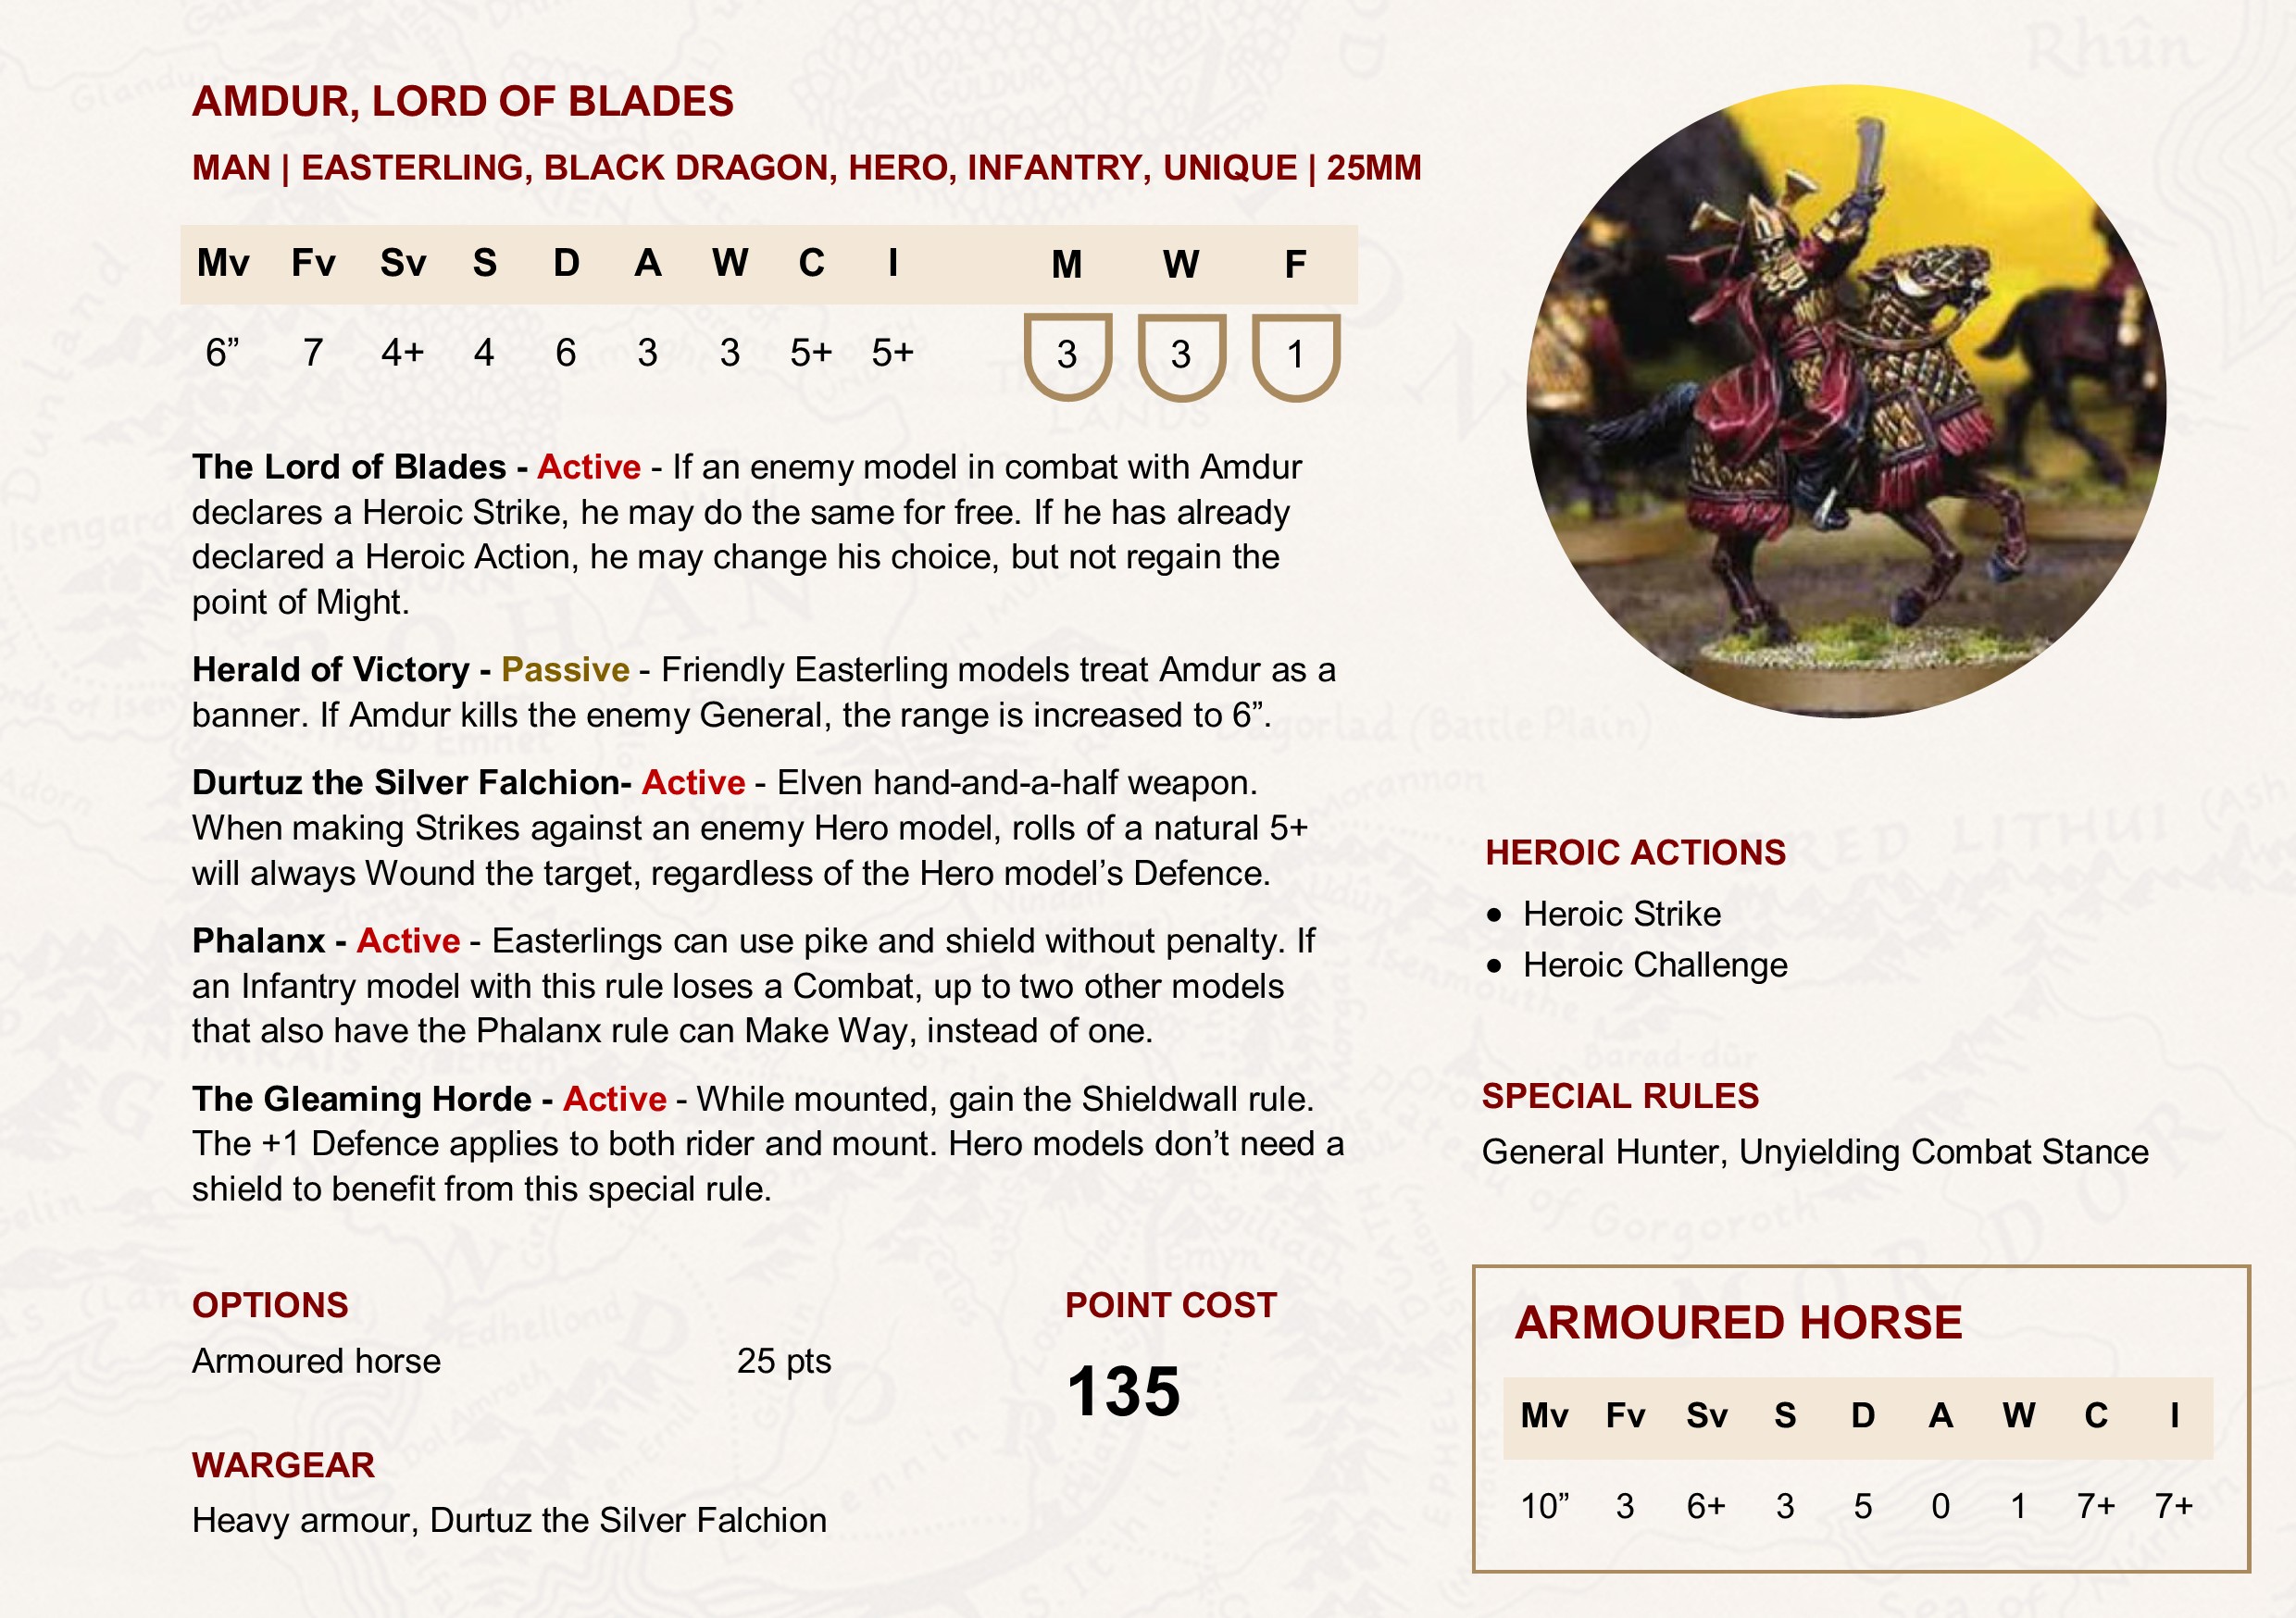 Rhûn
AMDUR, LORD OF BLADES
MAN | EASTERLING, BLACK DRAGON, HERO, INFANTRY, UNIQUE | 25MM
Mv Fv Sv S D A W C I M W F
6” 7 4+ 4 6 3 3 5+ 5+ 3 3 1
The Lord of Blades - Active - If an enemy model in combat with Amdur
declares a Heroic Strike, he may do the same for free. If he has already
declared a Heroic Action, he may change his choice, but not regain the
point of Might.
Herald of Victory - Passive - Friendly Easterling models treat Amdur as a
banner. If Amdur kills the enemy General, the range is increased to 6”.
Durtuz the Silver Falchion- Active - Elven hand-and-a-half weapon.
When making Strikes against an enemy Hero model, rolls of a natural 5+
will always Wound the target, regardless of the Hero model’s Defence.
Phalanx - Active - Easterlings can use pike and shield without penalty. If
an Infantry model with this rule loses a Combat, up to two other models
that also have the Phalanx rule can Make Way, instead of one.
The Gleaming Horde - Active - While mounted, gain the Shieldwall rule.
The +1 Defence applies to both rider and mount. Hero models don’t need a
shield to benefit from this special rule.
OPTIONS
Armoured horse 25 pts
WARGEAR
Heavy armour, Durtuz the Silver Falchion
POINT COST
135
Dagorlad (Battle Plain)
HEROIC ACTIONS
• Heroic Strike
• Heroic Challenge
Barad-dûr
SPECIAL RULES
General Hunter, Unyielding Combat Stance
of Gorgoroth
MORDOR
ARMOURED HORSE
Mv Fv Sv S D A W C I
10” 3 6+ 3 5 0 1 7+ 7+